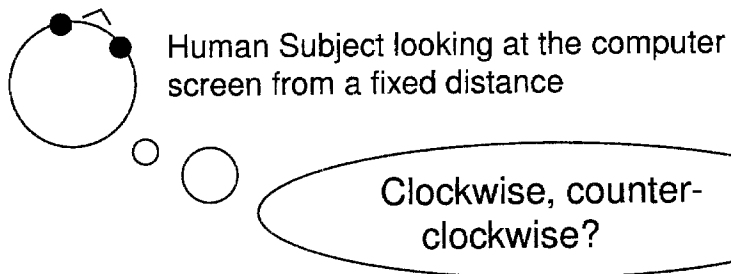 Human Subject looking at the computer
screen from a fixed distance
Clockwise, counter-
clockwise?